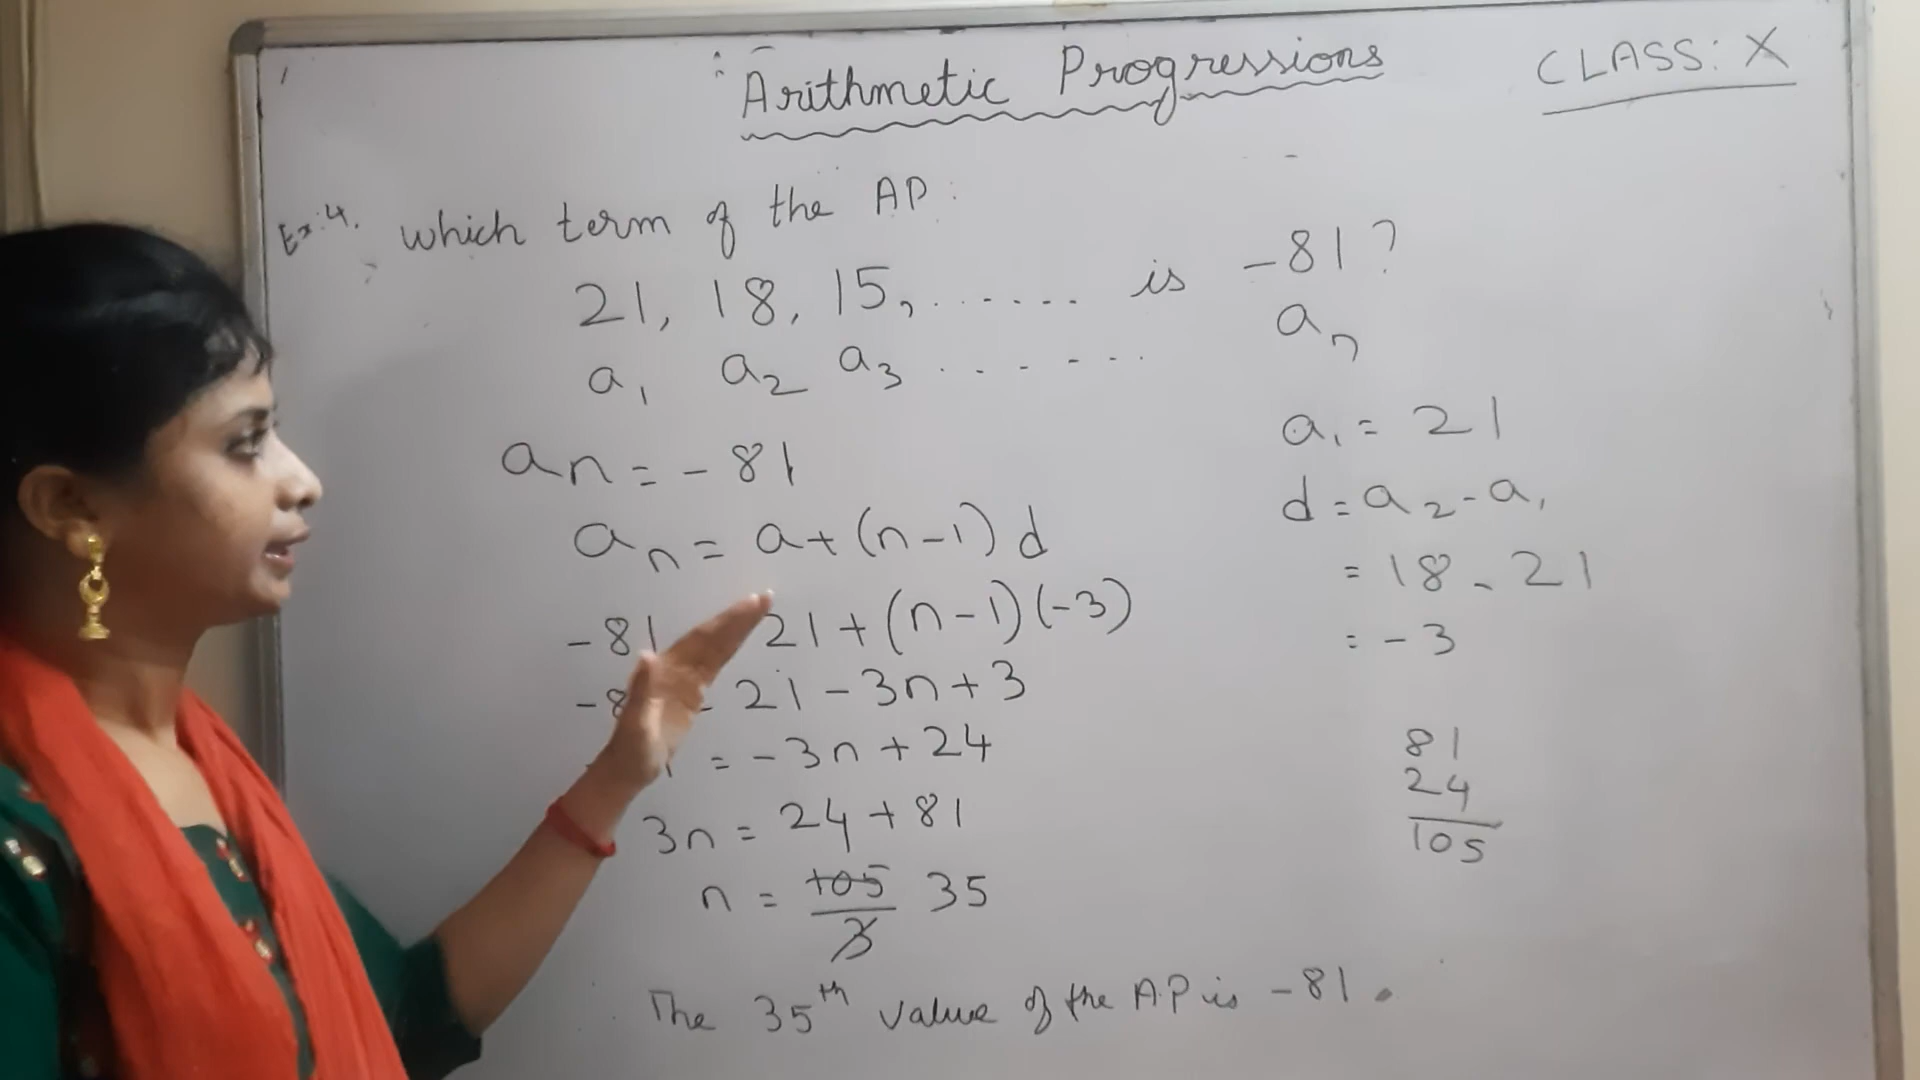 Arithmetic Progressions
CLASS: X
Ex:4. which term of the AP:
21, 18, 15, ...... is -81?
a₁ a₂ a₃ ...... aₙ
an = -81
aₙ = a + (n-1) d
-81 21 + (n-1) (-3)
-8 21 - 3n + 3
= -3n + 24
3n = 24 + 81
n = 105/3 35
The 35th value of the A.P is -81.
a₁ = 21
d = a₂ - a₁
= 18 - 21
= -3
81
24
105